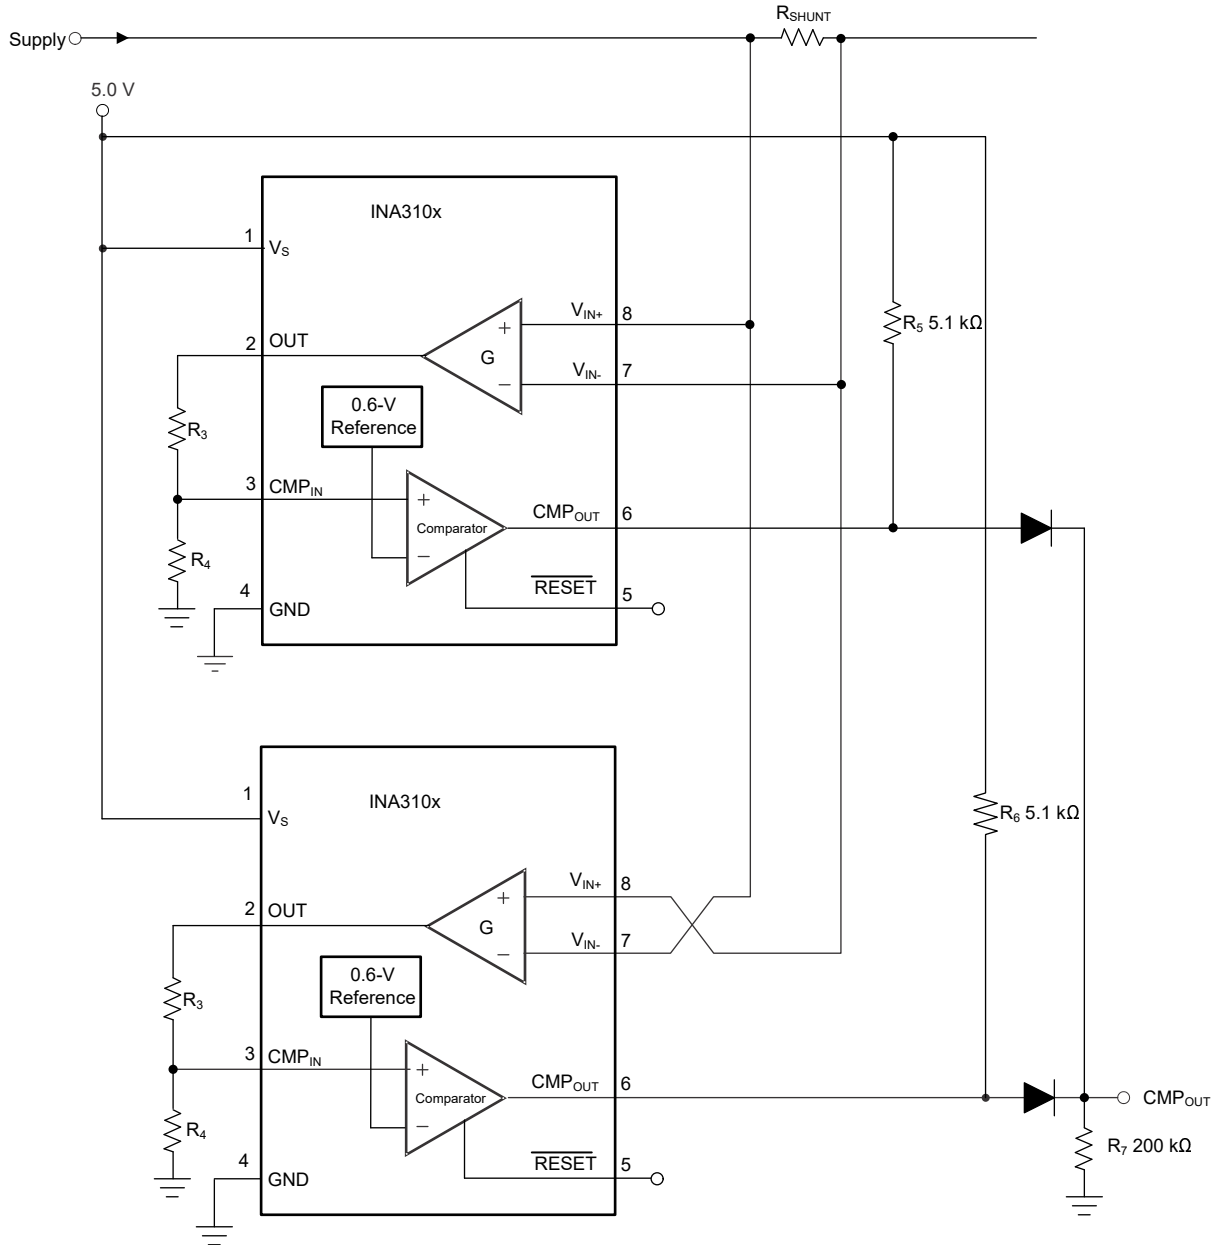 R_SHUNT
Supply
5.0 V
INA310x
1
V_S
V_IN+
8
R_5 5.1 kΩ
2
OUT
+
G
V_IN-
7
−
0.6-V
Reference
R_3
3
CMP_IN
+
CMP_OUT
6
Comparator
−
R_4
RESET
5
4
GND
INA310x
1
V_S
R_6 5.1 kΩ
V_IN+
8
+
2
OUT
G
V_IN-
7
−
0.6-V
Reference
R_3
3
CMP_IN
+
CMP_OUT
6
Comparator
CMP_OUT
−
R_4
R_7 200 kΩ
RESET
5
4
GND